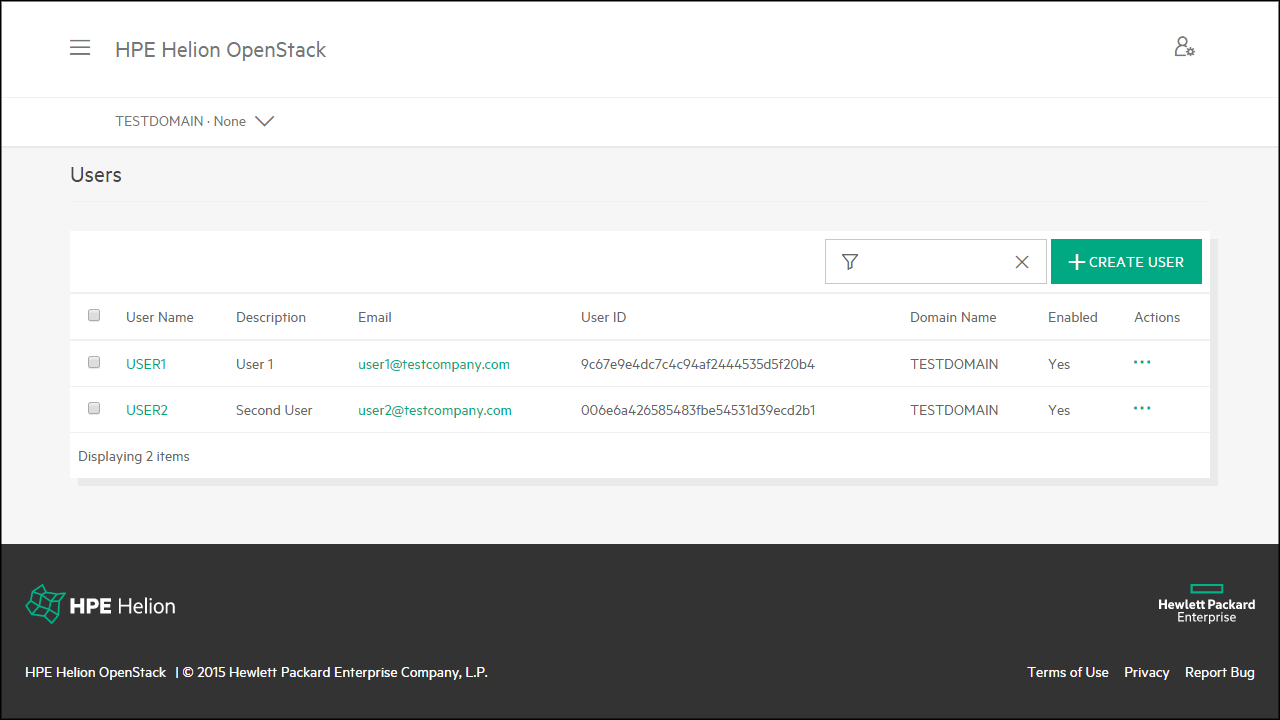 HPE Helion OpenStack
TESTDOMAIN · None
Users
CREATE USER
User Name Description Email User ID Domain Name Enabled Actions
USER1 User 1 user1@testcompany.com 9c67e9e4dc7c4c94af2444535d5f20b4 TESTDOMAIN Yes ...
USER2 Second User user2@testcompany.com 006e6a426585483fbe54531d39ecd2b1 TESTDOMAIN Yes ...
Displaying 2 items
HPE Helion
Hewlett Packard
Enterprise
HPE Helion OpenStack | © 2015 Hewlett Packard Enterprise Company, L.P. Terms of Use Privacy Report Bug